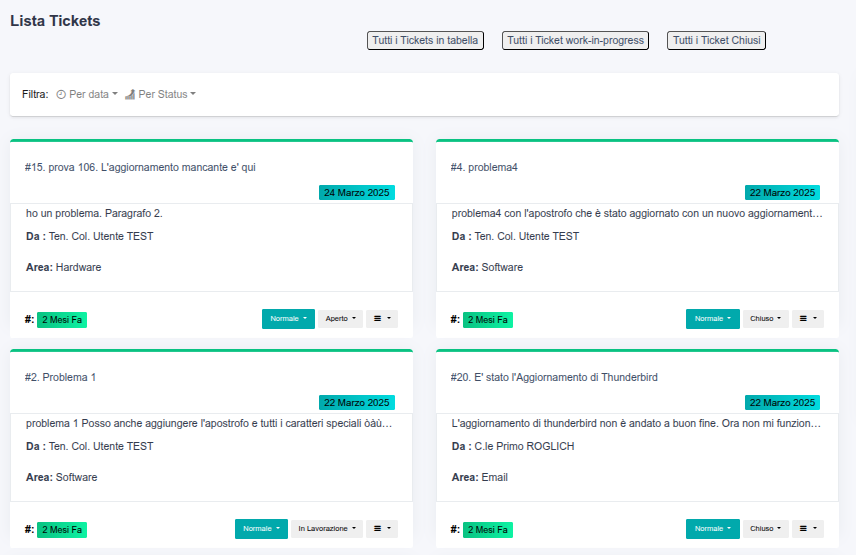 Lista Tickets
Tutti i Tickets in tabella
Tutti i Ticket work-in-progress
Tutti i Ticket Chiusi
Filtra: Per data Per Status
#15. prova 106. L'aggiornamento mancante e' qui
24 Marzo 2025
ho un problema. Paragrafo 2.
Da : Ten. Col. Utente TEST
Area: Hardware
#: 2 Mesi Fa Normale Aperto
#4. problema4
22 Marzo 2025
problema4 con l'apostrofo che è stato aggiornato con un nuovo aggiornament...
Da : Ten. Col. Utente TEST
Area: Software
#: 2 Mesi Fa Normale Chiuso
#2. Problema 1
22 Marzo 2025
problema 1 Posso anche aggiungere l'apostrofo e tutti i caratteri speciali òàù...
Da : Ten. Col. Utente TEST
Area: Software
#: 2 Mesi Fa Normale In Lavorazione
#20. E' stato l'Aggiornamento di Thunderbird
22 Marzo 2025
L'aggiornamento di thunderbird non è andato a buon fine. Ora non mi funzion...
Da : C.le Primo ROGLICH
Area: Email
#: 2 Mesi Fa Normale Chiuso